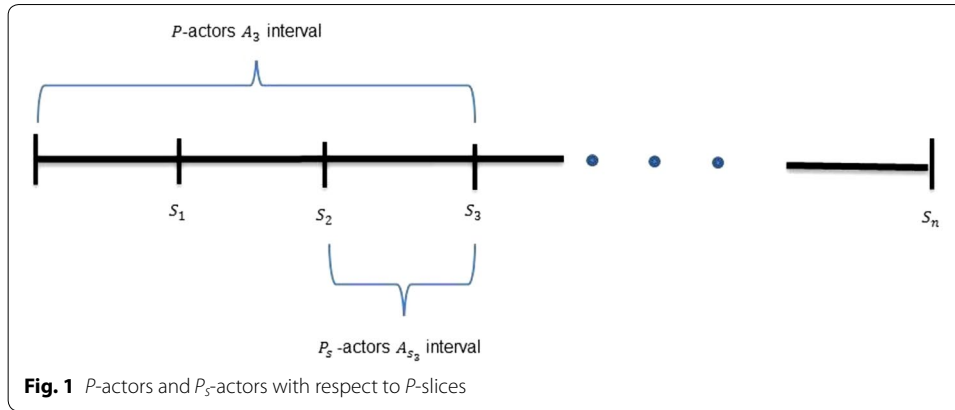 P-actors A₃ interval
S₁ S₂ S₃ Sₙ
Pₛ -actors Aₛ₃ interval
Fig. 1 P-actors and Pₛ-actors with respect to P-slices